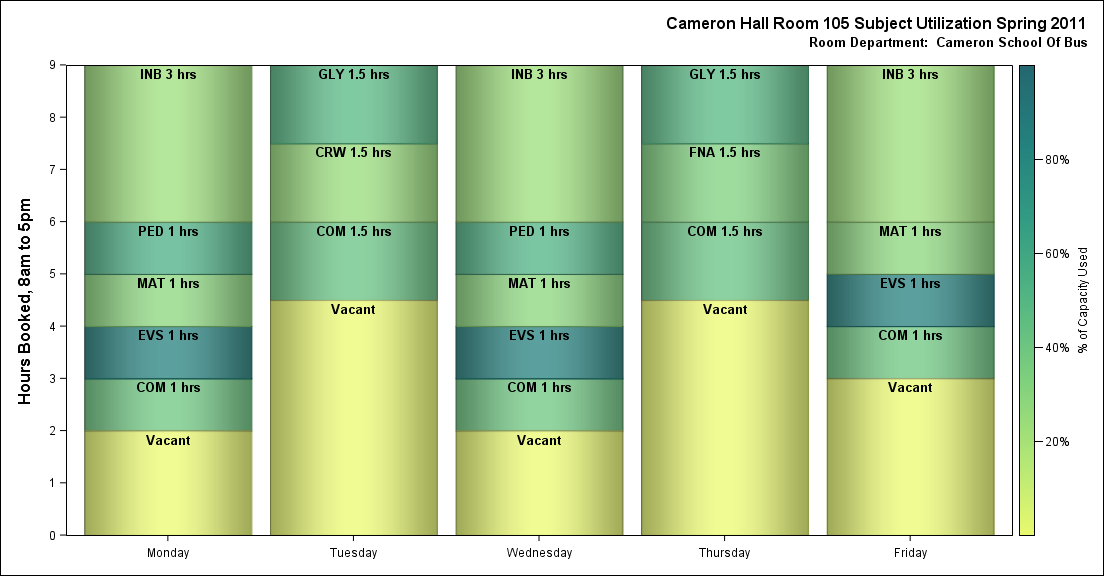 Cameron Hall Room 105 Subject Utilization Spring 2011
Room Department:  Cameron School Of Bus
Hours Booked, 8am to 5pm
9
8
7
6
5
4
3
2
1
0
INB 3 hrs
PED 1 hrs
MAT 1 hrs
EVS 1 hrs
COM 1 hrs
Vacant
GLY 1.5 hrs
CRW 1.5 hrs
COM 1.5 hrs
Vacant
INB 3 hrs
PED 1 hrs
MAT 1 hrs
EVS 1 hrs
COM 1 hrs
Vacant
GLY 1.5 hrs
FNA 1.5 hrs
COM 1.5 hrs
Vacant
INB 3 hrs
MAT 1 hrs
EVS 1 hrs
COM 1 hrs
Vacant
Monday
Tuesday
Wednesday
Thursday
Friday
80%
60%
40%
20%
% of Capacity Used